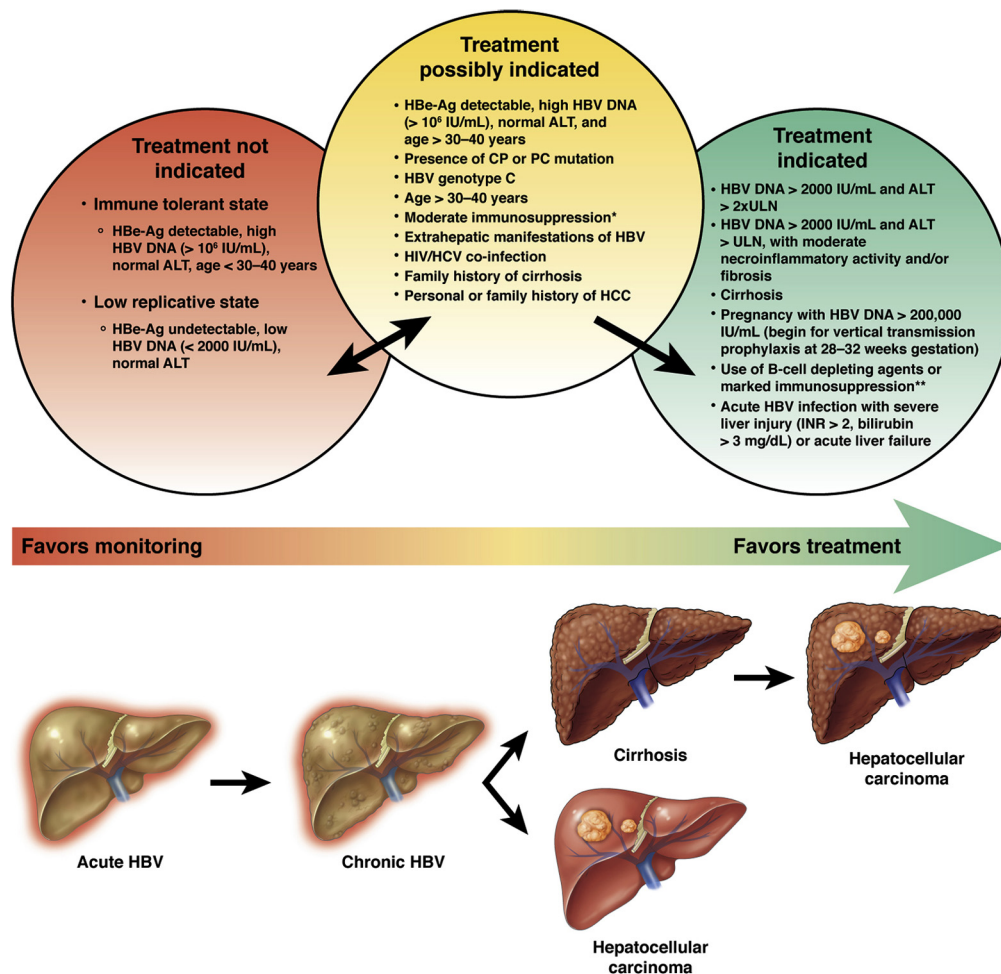 Treatment not
indicated
• Immune tolerant state
◦ HBe-Ag detectable, high
HBV DNA (> 10⁶ IU/mL),
normal ALT, age < 30–40 years
• Low replicative state
◦ HBe-Ag undetectable, low
HBV DNA (< 2000 IU/mL),
normal ALT
Treatment
possibly indicated
• HBe-Ag detectable, high HBV DNA
(> 10⁶ IU/mL), normal ALT, and
age > 30–40 years
• Presence of CP or PC mutation
• HBV genotype C
• Age > 30–40 years
• Moderate immunosuppression*
• Extrahepatic manifestations of HBV
• HIV/HCV co-infection
• Family history of cirrhosis
• Personal or family history of HCC
Treatment
indicated
• HBV DNA > 2000 IU/mL and ALT
> 2xULN
• HBV DNA > 2000 IU/mL and ALT
> ULN, with moderate
necroinflammatory activity and/or
fibrosis
• Cirrhosis
• Pregnancy with HBV DNA > 200,000
IU/mL (begin for vertical transmission
prophylaxis at 28–32 weeks gestation)
• Use of B-cell depleting agents or
marked immunosuppression**
• Acute HBV infection with severe
liver injury (INR > 2, bilirubin
> 3 mg/dL) or acute liver failure
Favors monitoring
Favors treatment
Acute HBV
Chronic HBV
Cirrhosis
Hepatocellular
carcinoma
Hepatocellular
carcinoma